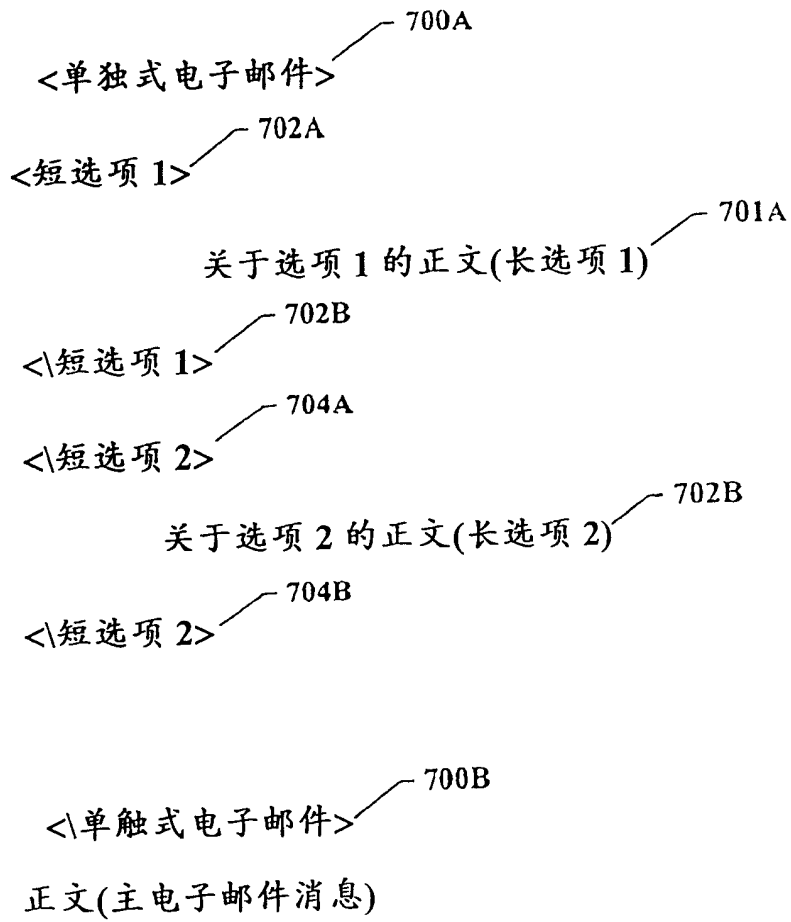 700A
<单独式电子邮件>
702A
<短选项 1>
701A
关于选项 1 的正文(长选项 1)
702B
<\短选项 1>
704A
<\短选项 2>
702B
关于选项 2 的正文(长选项 2)
704B
<\短选项 2>
700B
<\单触式电子邮件>
正文(主电子邮件消息)